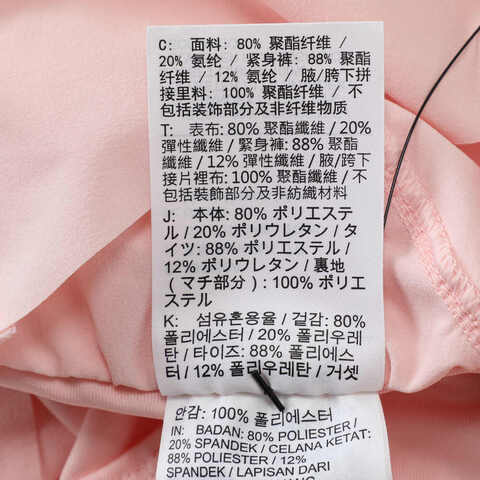 C： 面料：80% 聚酯纤维 /
20% 氨纶 / 紧身裤：88% 聚酯
纤维 / 12% 氨纶 / 腋/胯下拼
接里料：100% 聚酯纤维 / 不
包括装饰部分及非纤维物质
T： 表布：80% 聚酯纖維 / 20%
彈性纖維 / 緊身褲：88% 聚酯
纖維 / 12% 彈性纖維 / 腋/跨下
接片裡布：100% 聚酯纖維 / 不
包括裝飾部分及非紡織材料
J： 本体：80% ポリエステ
ル / 20% ポリウレタン / タ
イツ：88% ポリエステル /
12% ポリウレタン / 裏地
（マチ部分）：100% ポリエ
ステル
K： 섬유혼용율 / 겉감: 80%
폴리에스터 / 20% 폴리우레
탄 / 타이즈: 88% 폴리에스
터 / 12% 폴리우레탄 / 거셋
안감: 100% 폴리에스터
IN: BADAN: 80% POLIESTER /
20% SPANDEK / CELANA KETAT:
88% POLIESTER / 12%
SPANDEK / LAPISAN DARI